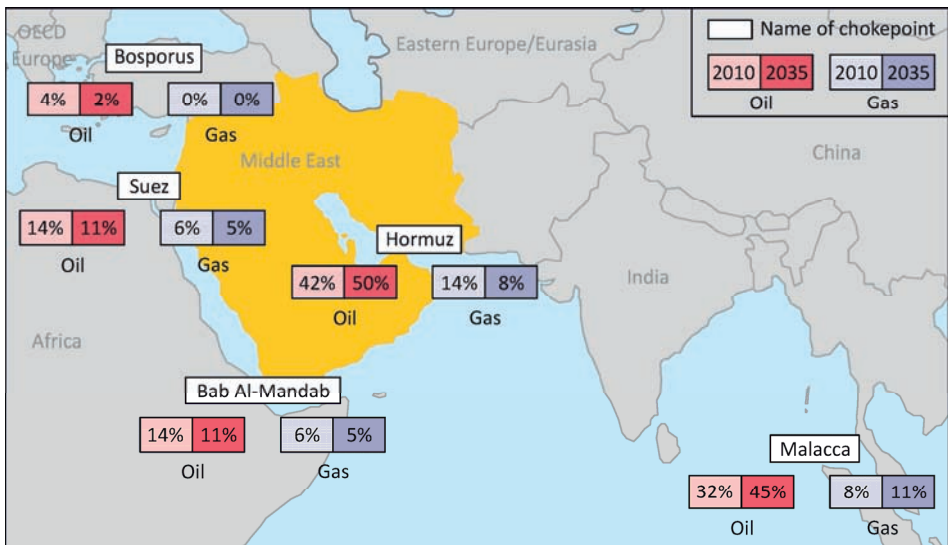 OECD
Europe
Bosporus
4% 2%
Oil
0% 0%
Gas
Eastern Europe/Eurasia
Name of chokepoint
2010 2035
Oil
2010 2035
Gas
Middle East
China
Suez
14% 11%
Oil
6% 5%
Gas
Hormuz
42% 50%
Oil
14% 8%
Gas
India
Africa
Bab Al-Mandab
14% 11%
Oil
6% 5%
Gas
Malacca
32% 45%
Oil
8% 11%
Gas